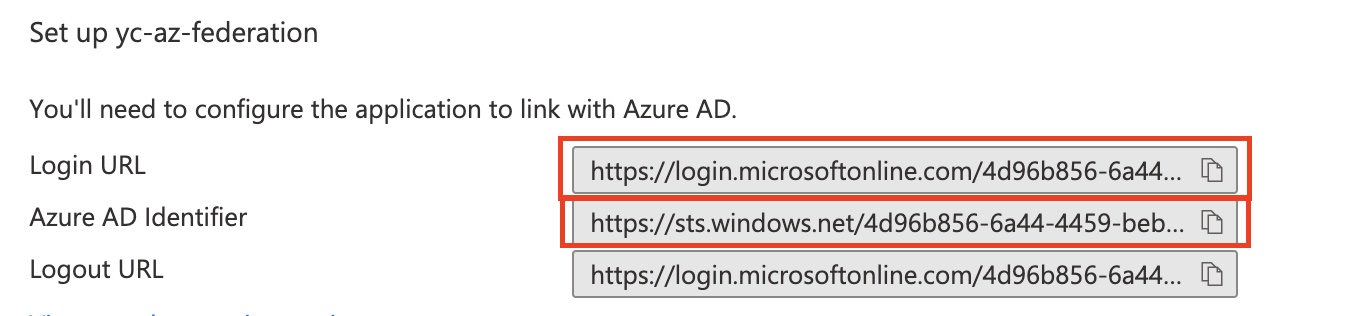 Set up yc-az-federation
You'll need to configure the application to link with Azure AD.
Login URL
https://login.microsoftonline.com/4d96b856-6a44...
Azure AD Identifier
https://sts.windows.net/4d96b856-6a44-4459-beb...
Logout URL
https://login.microsoftonline.com/4d96b856-6a44...